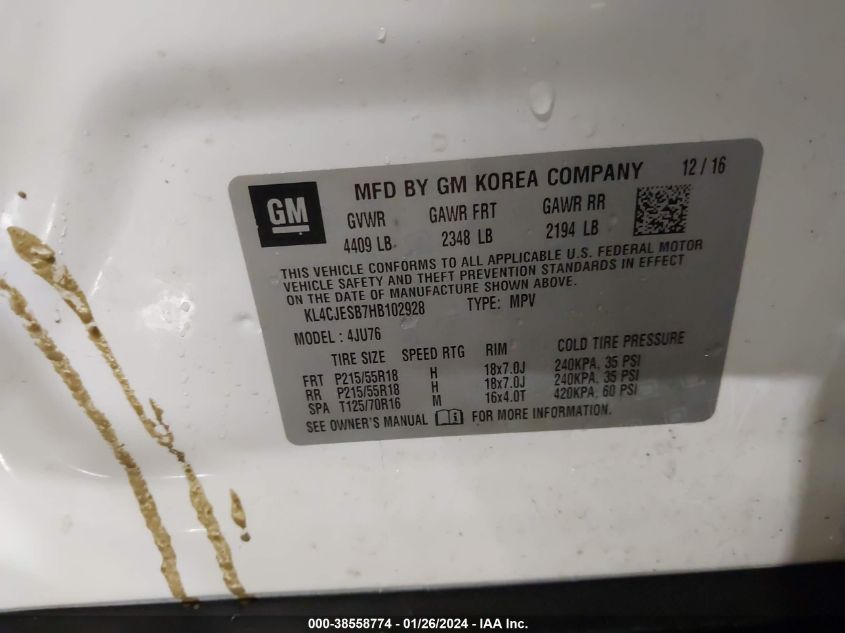 GM
MFD BY GM KOREA COMPANY 12 / 16
GVWR GAWR FRT GAWR RR
4409 LB 2348 LB 2194 LB
THIS VEHICLE CONFORMS TO ALL APPLICABLE U.S. FEDERAL MOTOR
VEHICLE SAFETY AND THEFT PREVENTION STANDARDS IN EFFECT
ON THE DATE OF MANUFACTURE SHOWN ABOVE.
KL4CJESB7HB102928 TYPE: MPV
MODEL : 4JU76
TIRE SIZE SPEED RTG RIM COLD TIRE PRESSURE
FRT P215/55R18 H 18x7.0J 240KPA, 35 PSI
RR P215/55R18 H 18x7.0J 240KPA, 35 PSI
SPA T125/70R16 M 16x4.0T 420KPA, 60 PSI
SEE OWNER'S MANUAL FOR MORE INFORMATION.
000-38558774 - 01/26/2024 - IAA Inc.